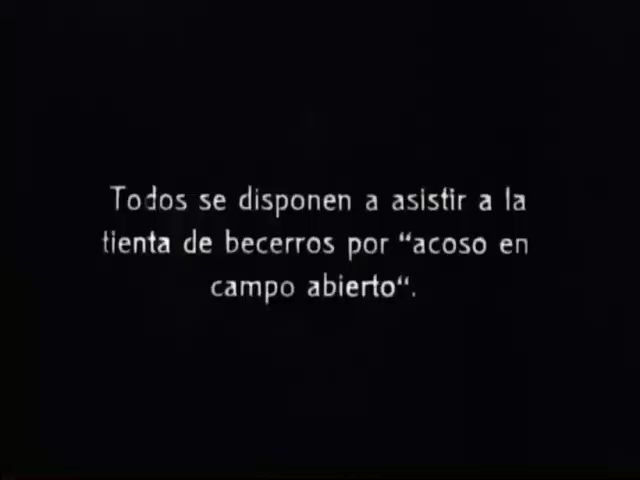 Todos se disponen a asistir a la
tienta de becerros por “acoso en
campo abierto“.